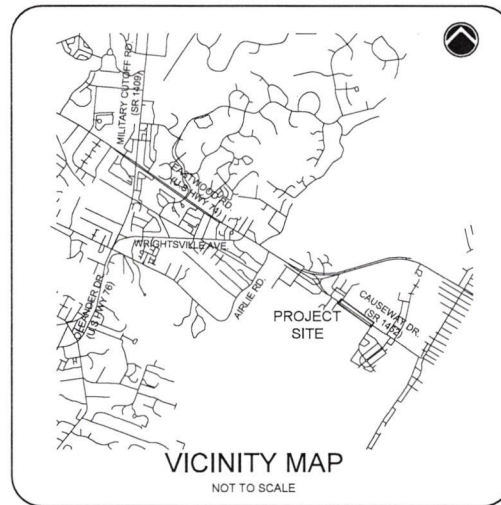 MILITARY CUTOFF RD.
(SR 1409)
EASTWOOD RD.
(U.S HWY 74)
WRIGHTSVILLE AVE
AIRLIE RD.
OLEANDER DR.
(U.S HWY 76)
CAUSEWAY DR.
(SR 1452)
PROJECT
SITE
VICINITY MAP
NOT TO SCALE